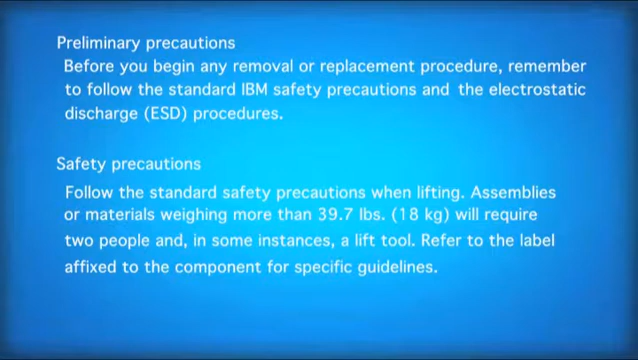 Preliminary precautions
Before you begin any removal or replacement procedure, remember
to follow the standard IBM safety precautions and the electrostatic
discharge (ESD) procedures.
Safety precautions
Follow the standard safety precautions when lifting. Assemblies
or materials weighing more than 39.7 lbs. (18 kg) will require
two people and, in some instances, a lift tool. Refer to the label
affixed to the component for specific guidelines.